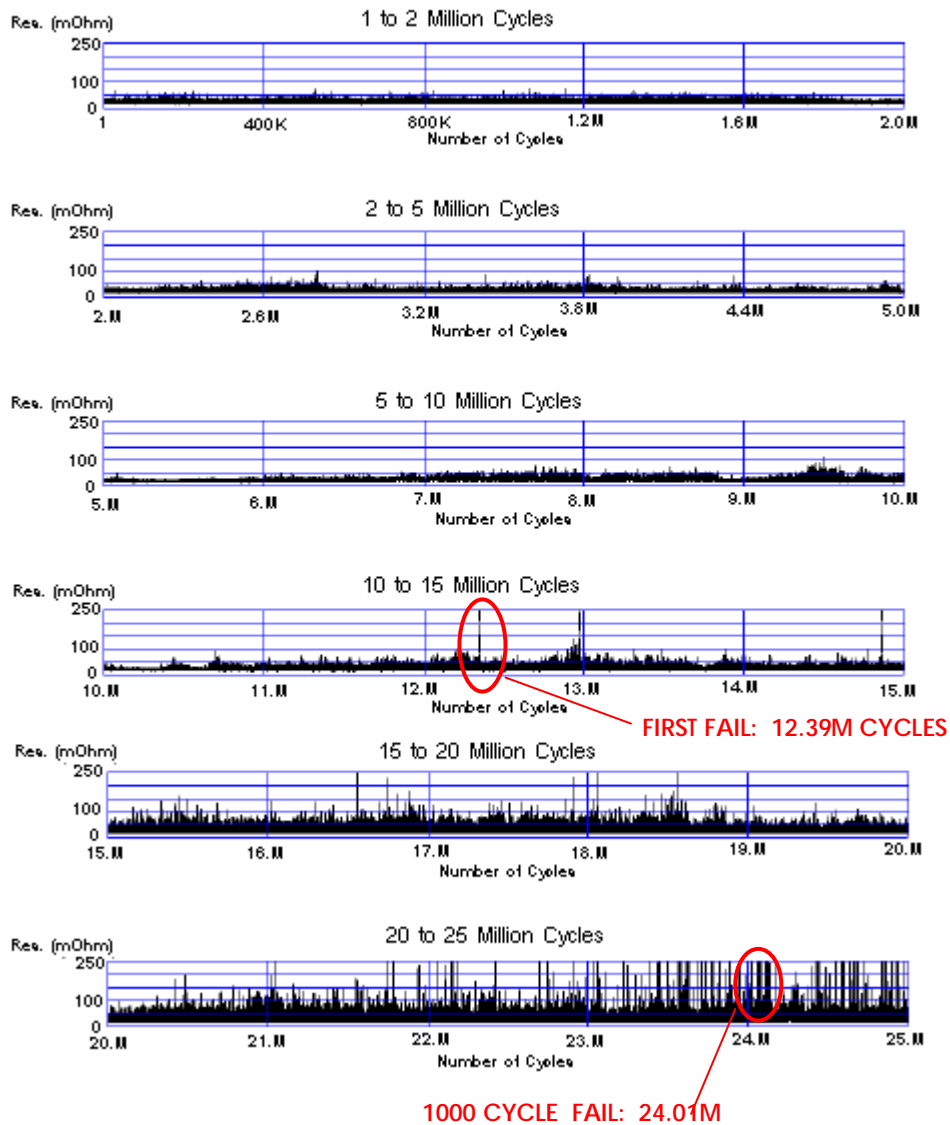 1 to 2 Million Cycles
Res. (mOhm)
250
100
0
1 400K 800K 1.2M 1.6M 2.0M
Number of Cycles
2 to 5 Million Cycles
Res. (mOhm)
250
100
0
2.M 2.6M 3.2M 3.8M 4.4M 5.0M
Number of Cycles
5 to 10 Million Cycles
Res. (mOhm)
250
100
0
5.M 6.M 7.M 8.M 9.M 10.M
Number of Cycles
10 to 15 Million Cycles
Res. (mOhm)
250
100
0
10.M 11.M 12.M 13.M 14.M 15.M
Number of Cycles
FIRST FAIL: 12.39M CYCLES
15 to 20 Million Cycles
Res. (mOhm)
250
100
0
15.M 16.M 17.M 18.M 19.M 20.M
Number of Cycles
20 to 25 Million Cycles
Res. (mOhm)
250
100
0
20.M 21.M 22.M 23.M 24.M 25.M
Number of Cycles
1000 CYCLE FAIL: 24.01M